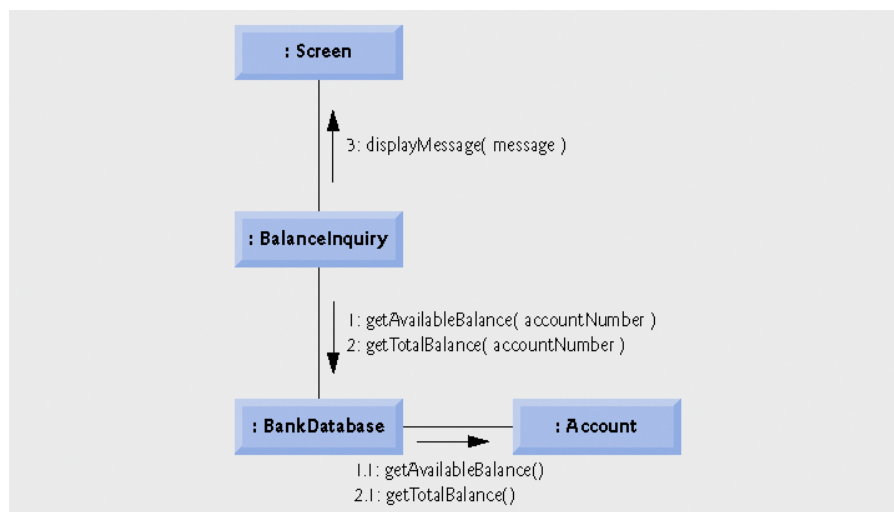 : Screen
3: displayMessage( message )
: BalanceInquiry
1: getAvailableBalance( accountNumber )
2: getTotalBalance( accountNumber )
: BankDatabase
: Account
1.1: getAvailableBalance()
2.1: getTotalBalance()